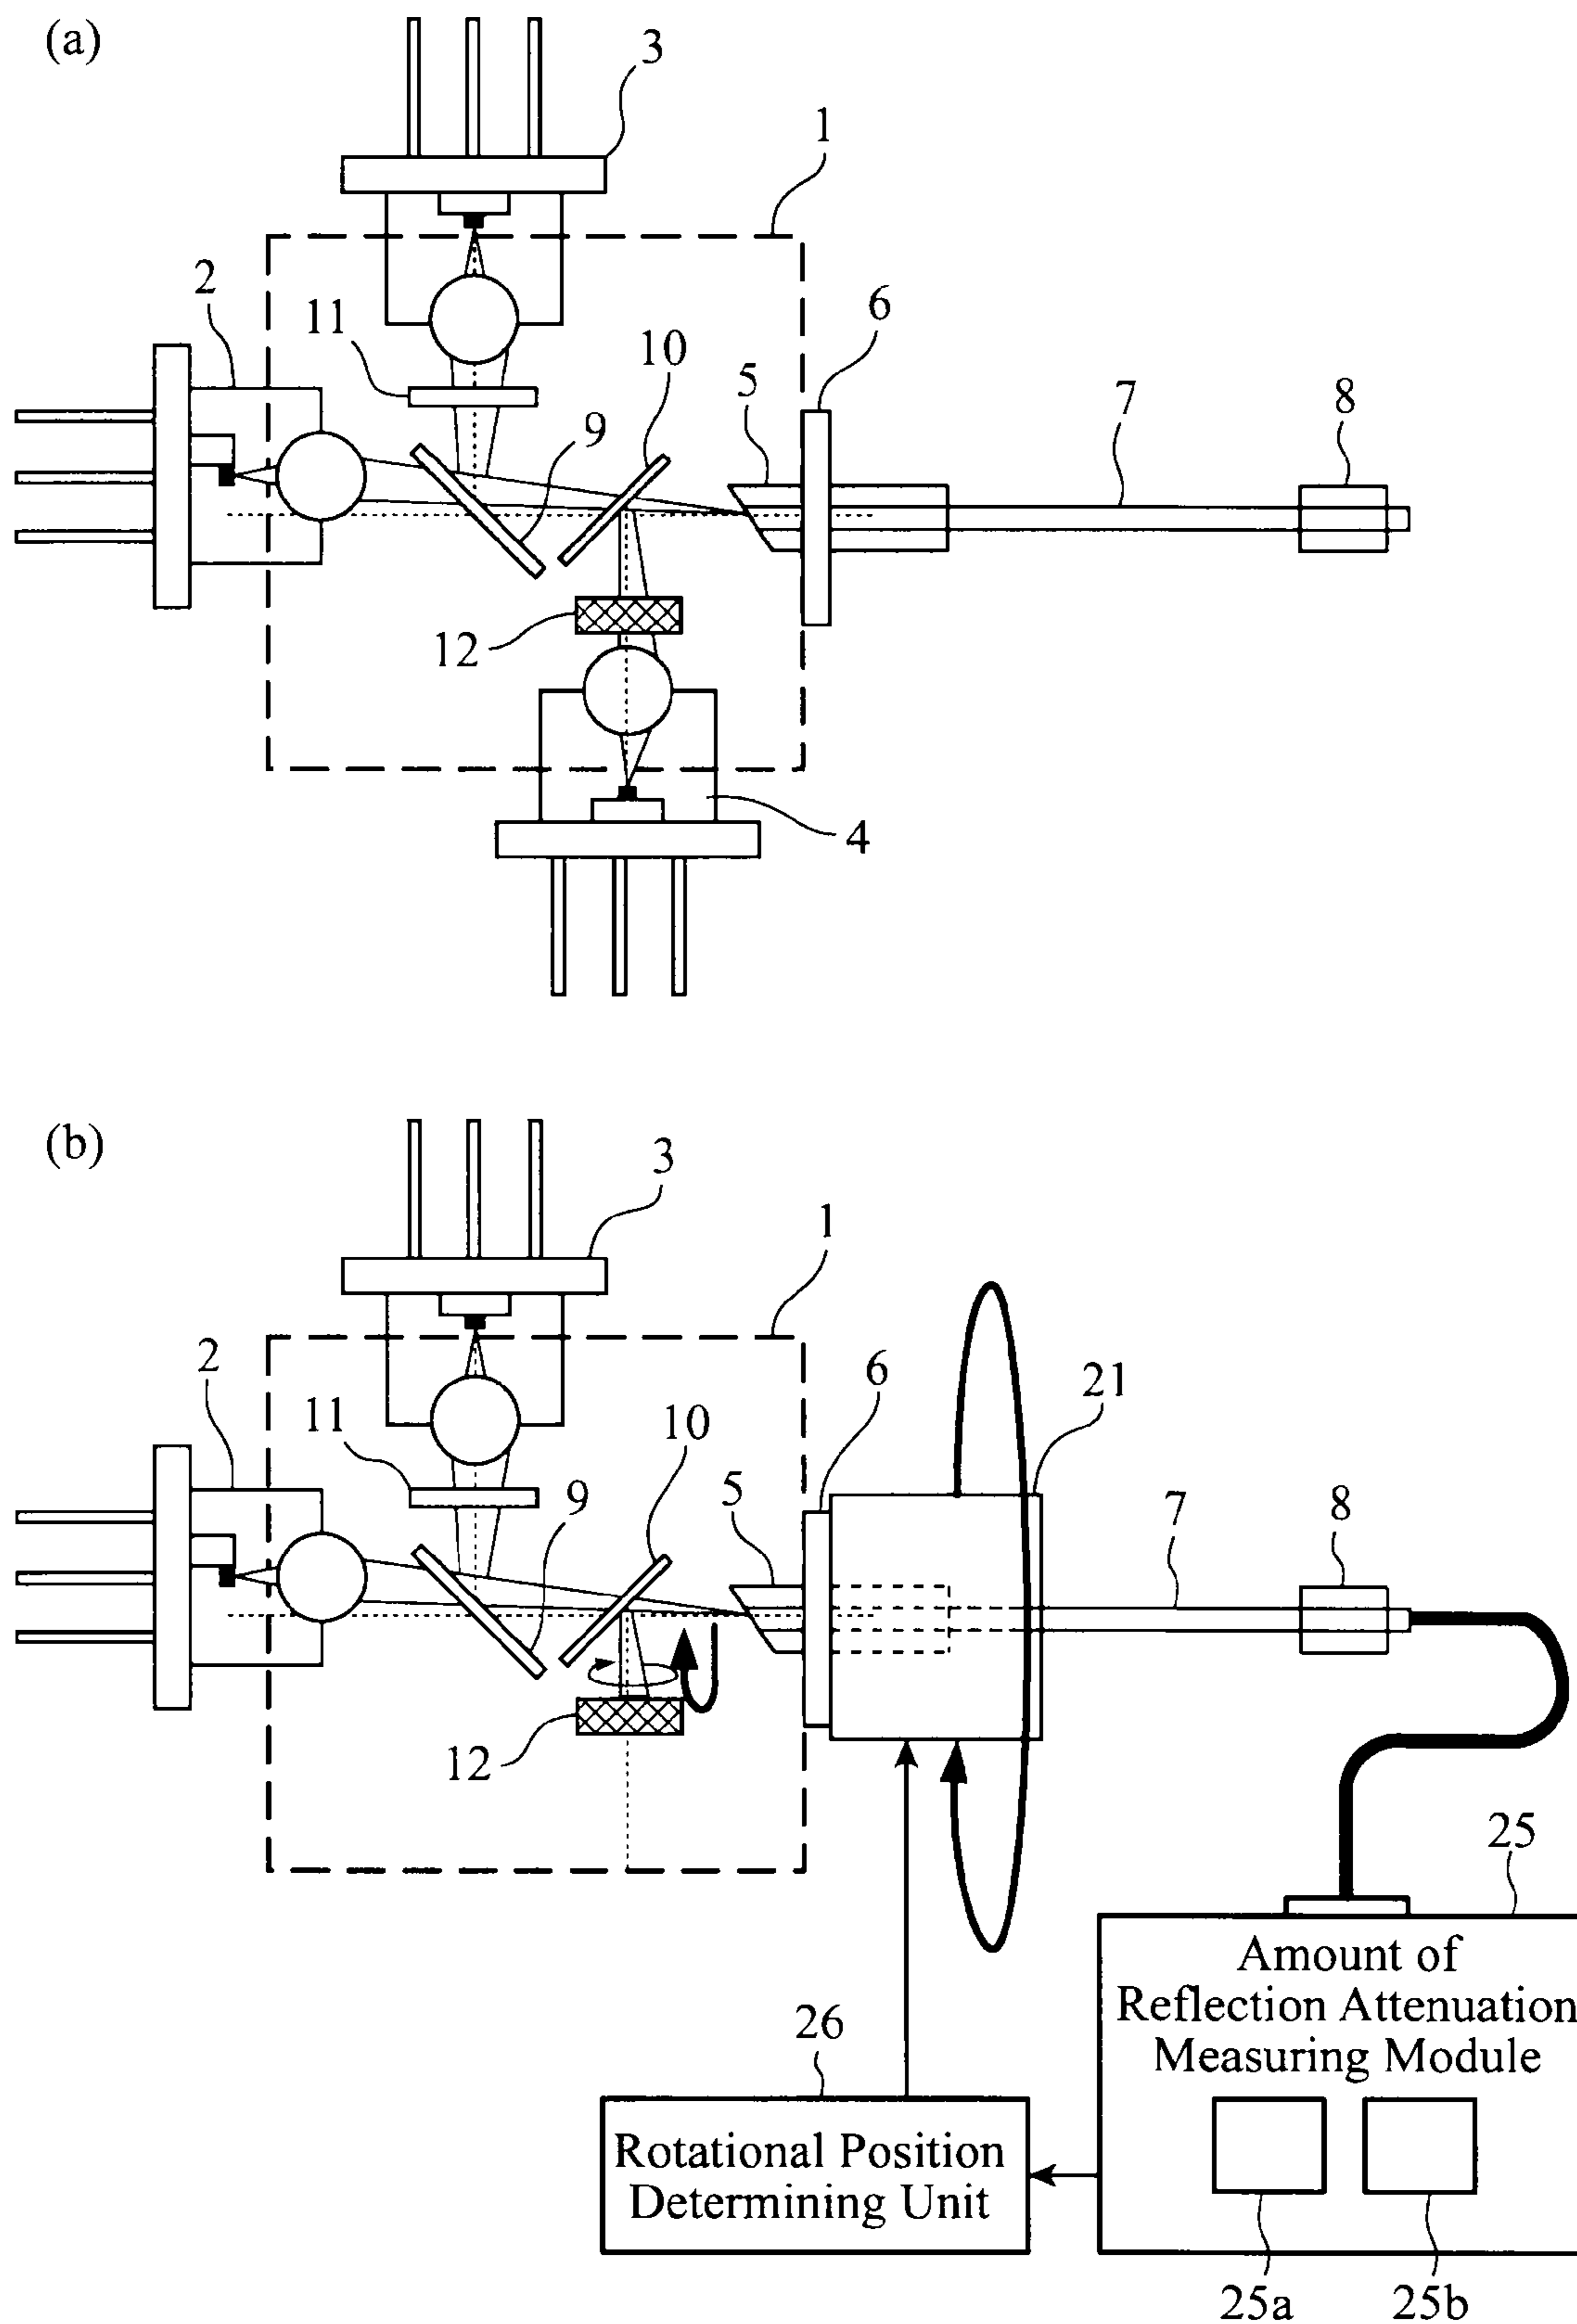 (a)
3
1
2
11
10
6
5
7
8
9
12
4
(b)
3
1
2
11
10
6
21
9
5
7
8
12
25
Amount of
Reflection Attenuation
Measuring Module
26
Rotational Position
Determining Unit
25a
25b